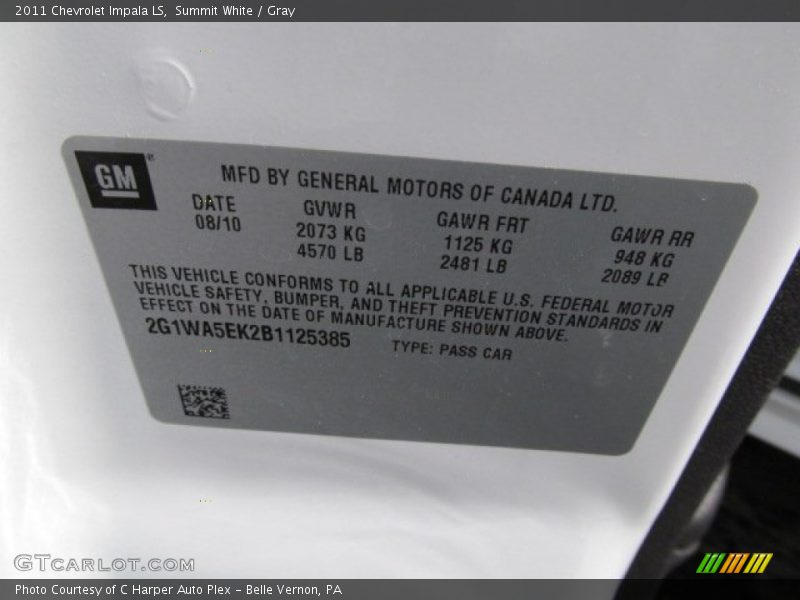 2011 Chevrolet Impala LS, Summit White / Gray
GM
MFD BY GENERAL MOTORS OF CANADA LTD.
DATE GVWR GAWR FRT GAWR RR
08/10 2073 KG 1125 KG 948 KG
4570 LB 2481 LB 2089 LB
THIS VEHICLE CONFORMS TO ALL APPLICABLE U.S. FEDERAL MOTOR
VEHICLE SAFETY, BUMPER, AND THEFT PREVENTION STANDARDS IN
EFFECT ON THE DATE OF MANUFACTURE SHOWN ABOVE.
2G1WA5EK2B1125385 TYPE: PASS CAR
GTCARLOT.COM
Photo Courtesy of C Harper Auto Plex – Belle Vernon, PA